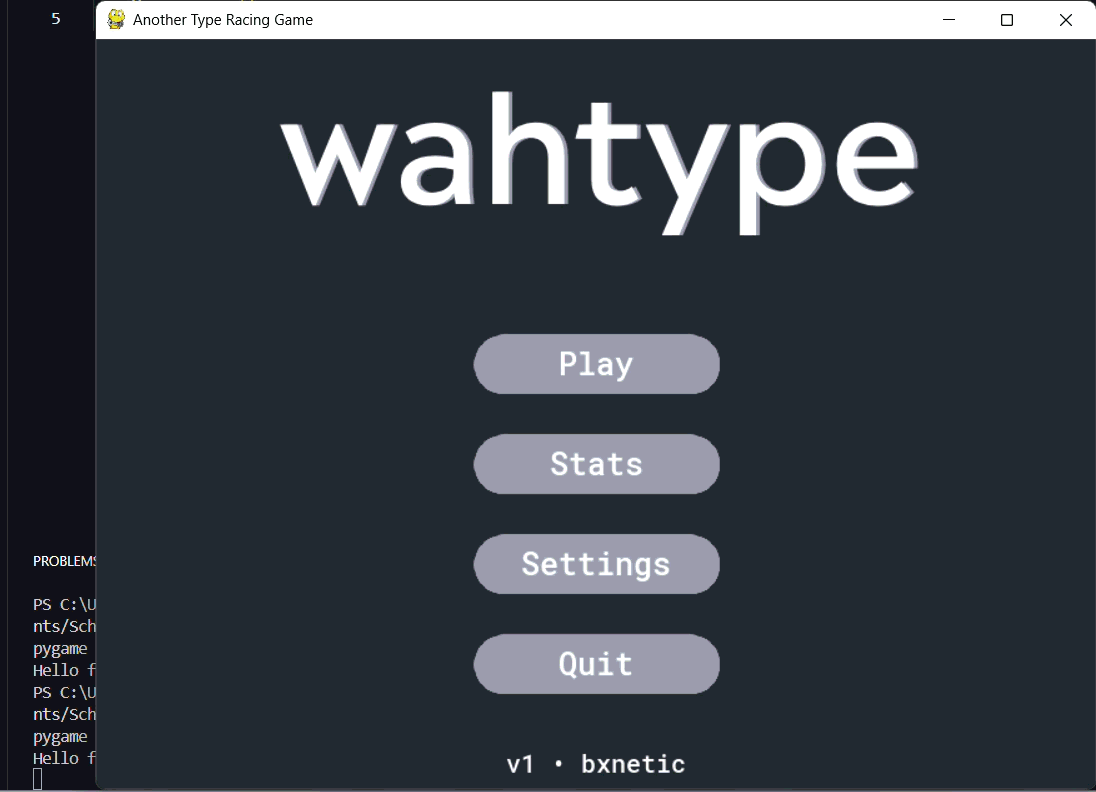 5
Another Type Racing Game
wahtype
Play
Stats
Settings
Quit
v1 • bxnetic
PROBLEMS
PS C:\U
nts/Sch
pygame
Hello f
PS C:\U
nts/Sch
pygame
Hello f